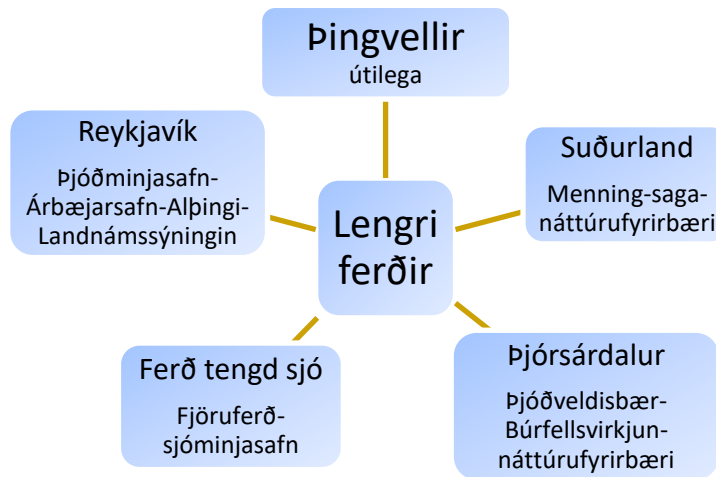 Þingvellir
útilega
Reykjavík
Þjóðminjasafn-
Árbæjarsafn-Alþingi-
Landnámssýningin
Suðurland
Menning-saga-
náttúrufyrirbæri
Lengri
ferðir
Ferð tengd sjó
Fjöruferð-
sjóminjasafn
Þjórsárdalur
Þjóðveldisbær-
Búrfellsvirkjun-
náttúrufyrirbæri